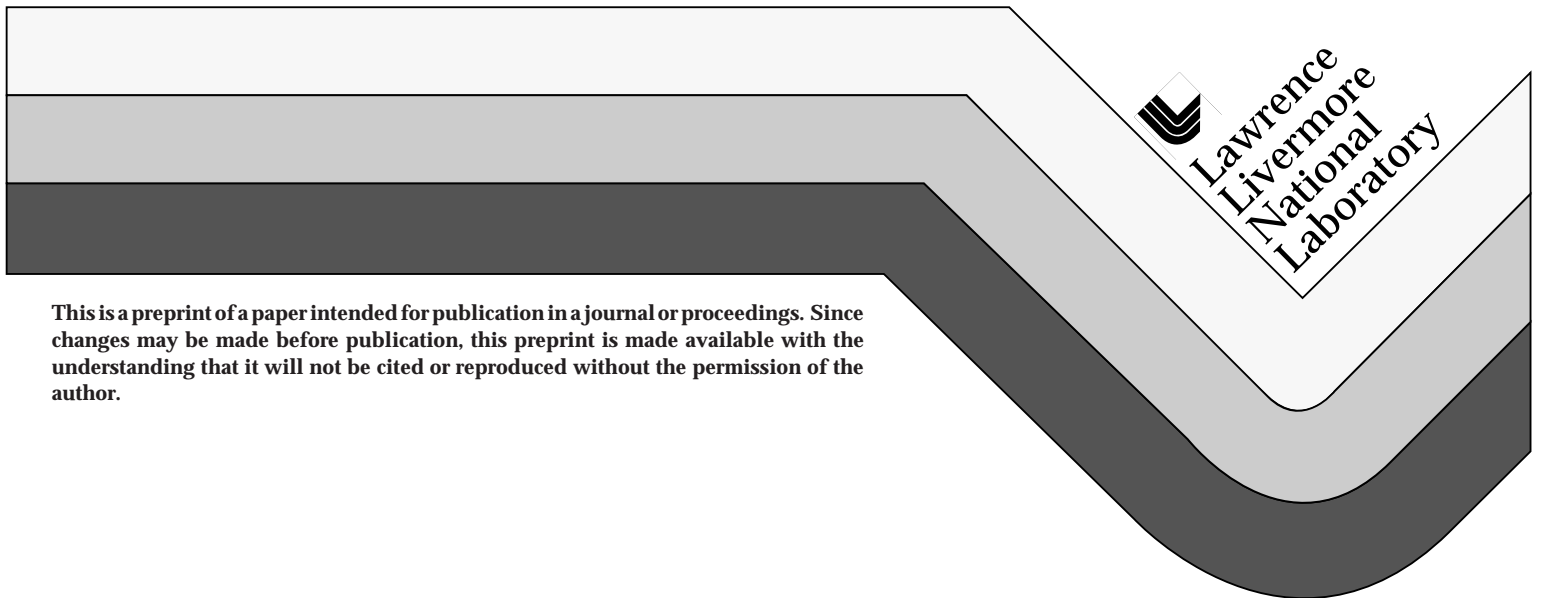 Lawrence
Livermore
National
Laboratory
This is a preprint of a paper intended for publication in a journal or proceedings. Since
changes may be made before publication, this preprint is made available with the
understanding that it will not be cited or reproduced without the permission of the
author.